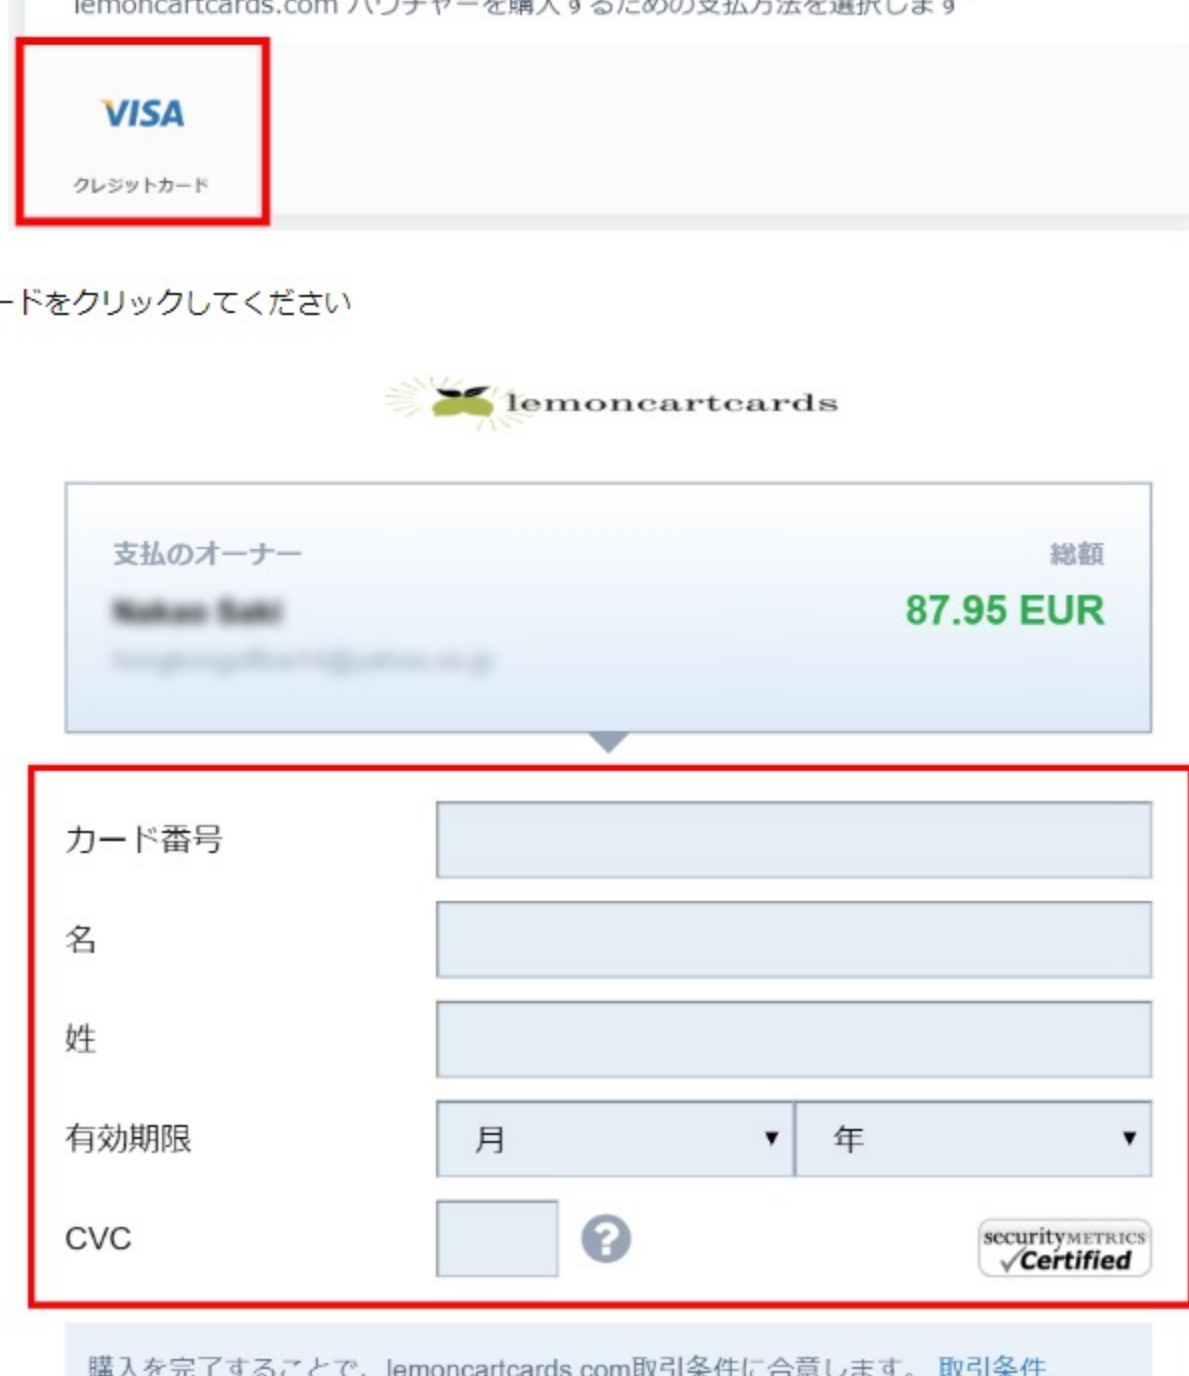 lemoncartcards.com バウチャーを購入するための支払方法を選択します
VISA
クレジットカード
ードをクリックしてください
lemoncartcards
支払のオーナー
総額
87.95 EUR
カード番号
名
姓
有効期限
月
年
CVC
?
securityMETRICS
Certified
購入を完了することで、lemoncartcards.com取引条件に合意します。 取引条件